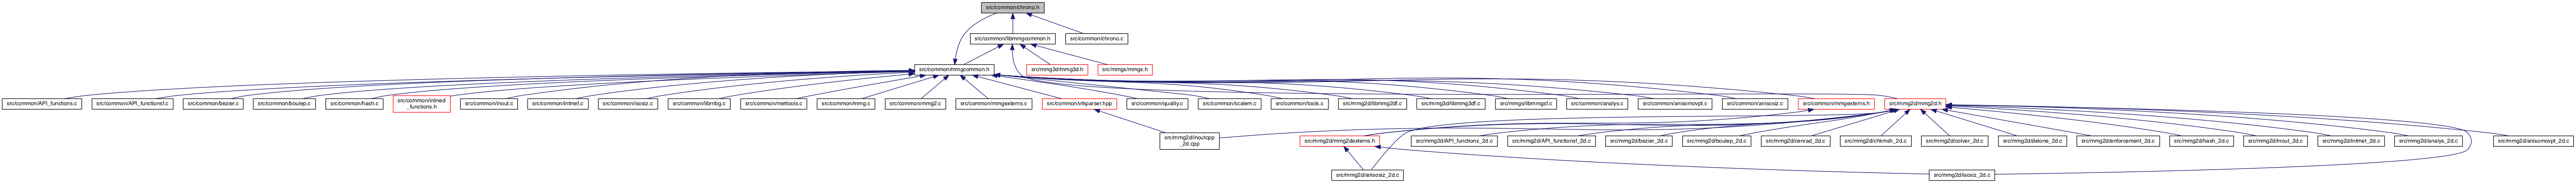 src/common/chrono.h
src/common/libmmgcommon.h
src/common/chrono.c
src/common/mmgcommon.h
src/mmg3d/mmg3d.h
src/mmgs/mmgs.h
src/common/API_functions.c
src/common/API_functionsf.c
src/common/bezier.c
src/common/boulep.c
src/common/hash.c
src/common/inlined
_functions.h
src/common/inout.c
src/common/intmet.c
src/common/isosiz.c
src/common/librnbg.c
src/common/mettools.c
src/common/mmg.c
src/common/mmg2.c
src/common/mmgexterns.c
src/common/vtkparser.hpp
src/common/quality.c
src/common/scalem.c
src/common/tools.c
src/mmg2d/libmmg2df.c
src/mmg3d/libmmg3df.c
src/mmgs/libmmgsf.c
src/common/analys.c
src/common/anisomovpt.c
src/common/anisosiz.c
src/common/mmgexterns.h
src/mmg2d/mmg2d.h
src/mmg2d/inoutcpp
_2d.cpp
src/mmg2d/mmg2dexterns.h
src/mmg2d/API_functions_2d.c
src/mmg2d/API_functionsf_2d.c
src/mmg2d/bezier_2d.c
src/mmg2d/boulep_2d.c
src/mmg2d/cenrad_2d.c
src/mmg2d/chkmsh_2d.c
src/mmg2d/colver_2d.c
src/mmg2d/delone_2d.c
src/mmg2d/enforcement_2d.c
src/mmg2d/hash_2d.c
src/mmg2d/inout_2d.c
src/mmg2d/intmet_2d.c
src/mmg2d/analys_2d.c
src/mmg2d/anisomovpt_2d.c
src/mmg2d/anisosiz_2d.c
src/mmg2d/isosiz_2d.c